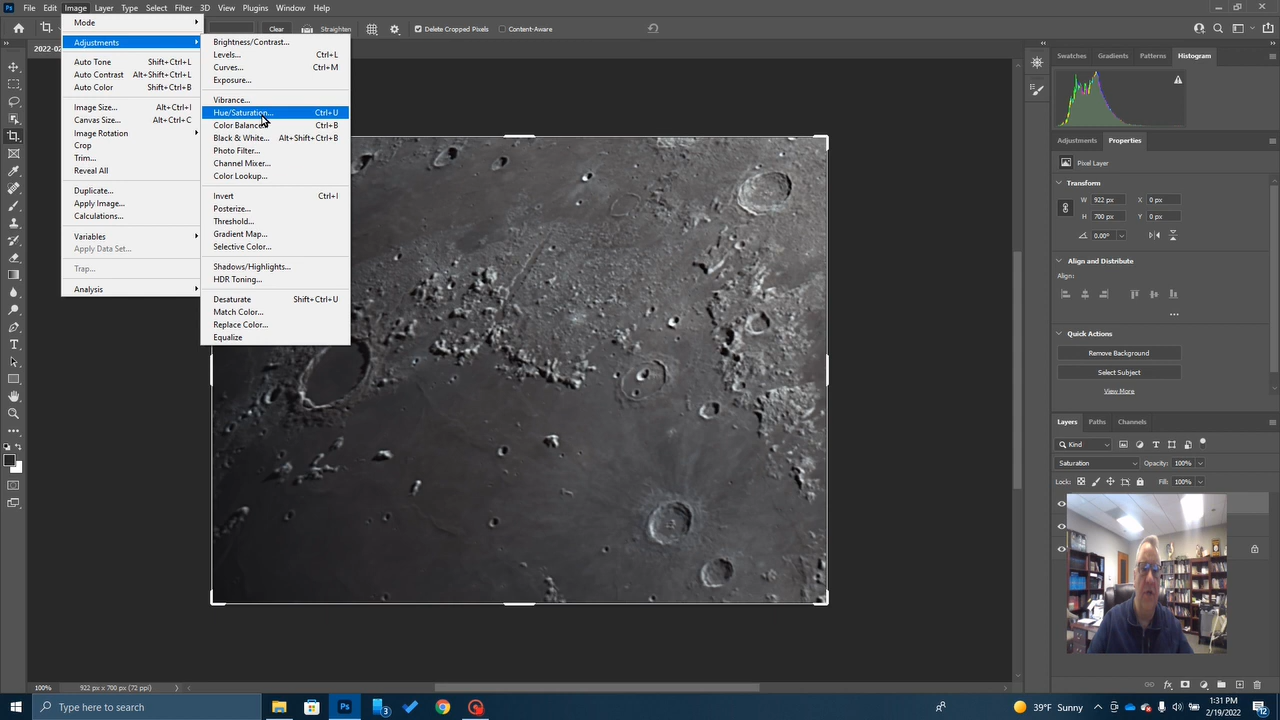 Ps File Edit Image Layer Type Select Filter 3D View Plugins Window Help
Clear Straighten Delete Cropped Pixels Content-Aware
2022-02
Mode
Adjustments
Auto Tone Shift+Ctrl+L
Auto Contrast Alt+Shift+Ctrl+L
Auto Color Shift+Ctrl+B
Image Size... Alt+Ctrl+I
Canvas Size... Alt+Ctrl+C
Image Rotation
Crop
Trim...
Reveal All
Duplicate...
Apply Image...
Calculations...
Variables
Apply Data Set...
Trap...
Analysis
Brightness/Contrast...
Levels... Ctrl+L
Curves... Ctrl+M
Exposure...
Vibrance...
Hue/Saturation... Ctrl+U
Color Balance... Ctrl+B
Black & White... Alt+Shift+Ctrl+B
Photo Filter...
Channel Mixer...
Color Lookup...
Invert Ctrl+I
Posterize...
Threshold...
Gradient Map...
Selective Color...
Shadows/Highlights...
HDR Toning...
Desaturate Shift+Ctrl+U
Match Color...
Replace Color...
Equalize
Swatches Gradients Patterns Histogram
Adjustments Properties
Pixel Layer
Transform
W 922 px X 0 px
H 700 px Y 0 px
0.00°
Align and Distribute
Align:
Quick Actions
Remove Background
Select Subject
View More
Layers Paths Channels
Kind
Saturation Opacity: 100%
Lock: Fill: 100%
100% 922 px x 700 px (72 ppi)
Type here to search
Ps
3
39°F Sunny
1:31 PM
2/19/2022
12